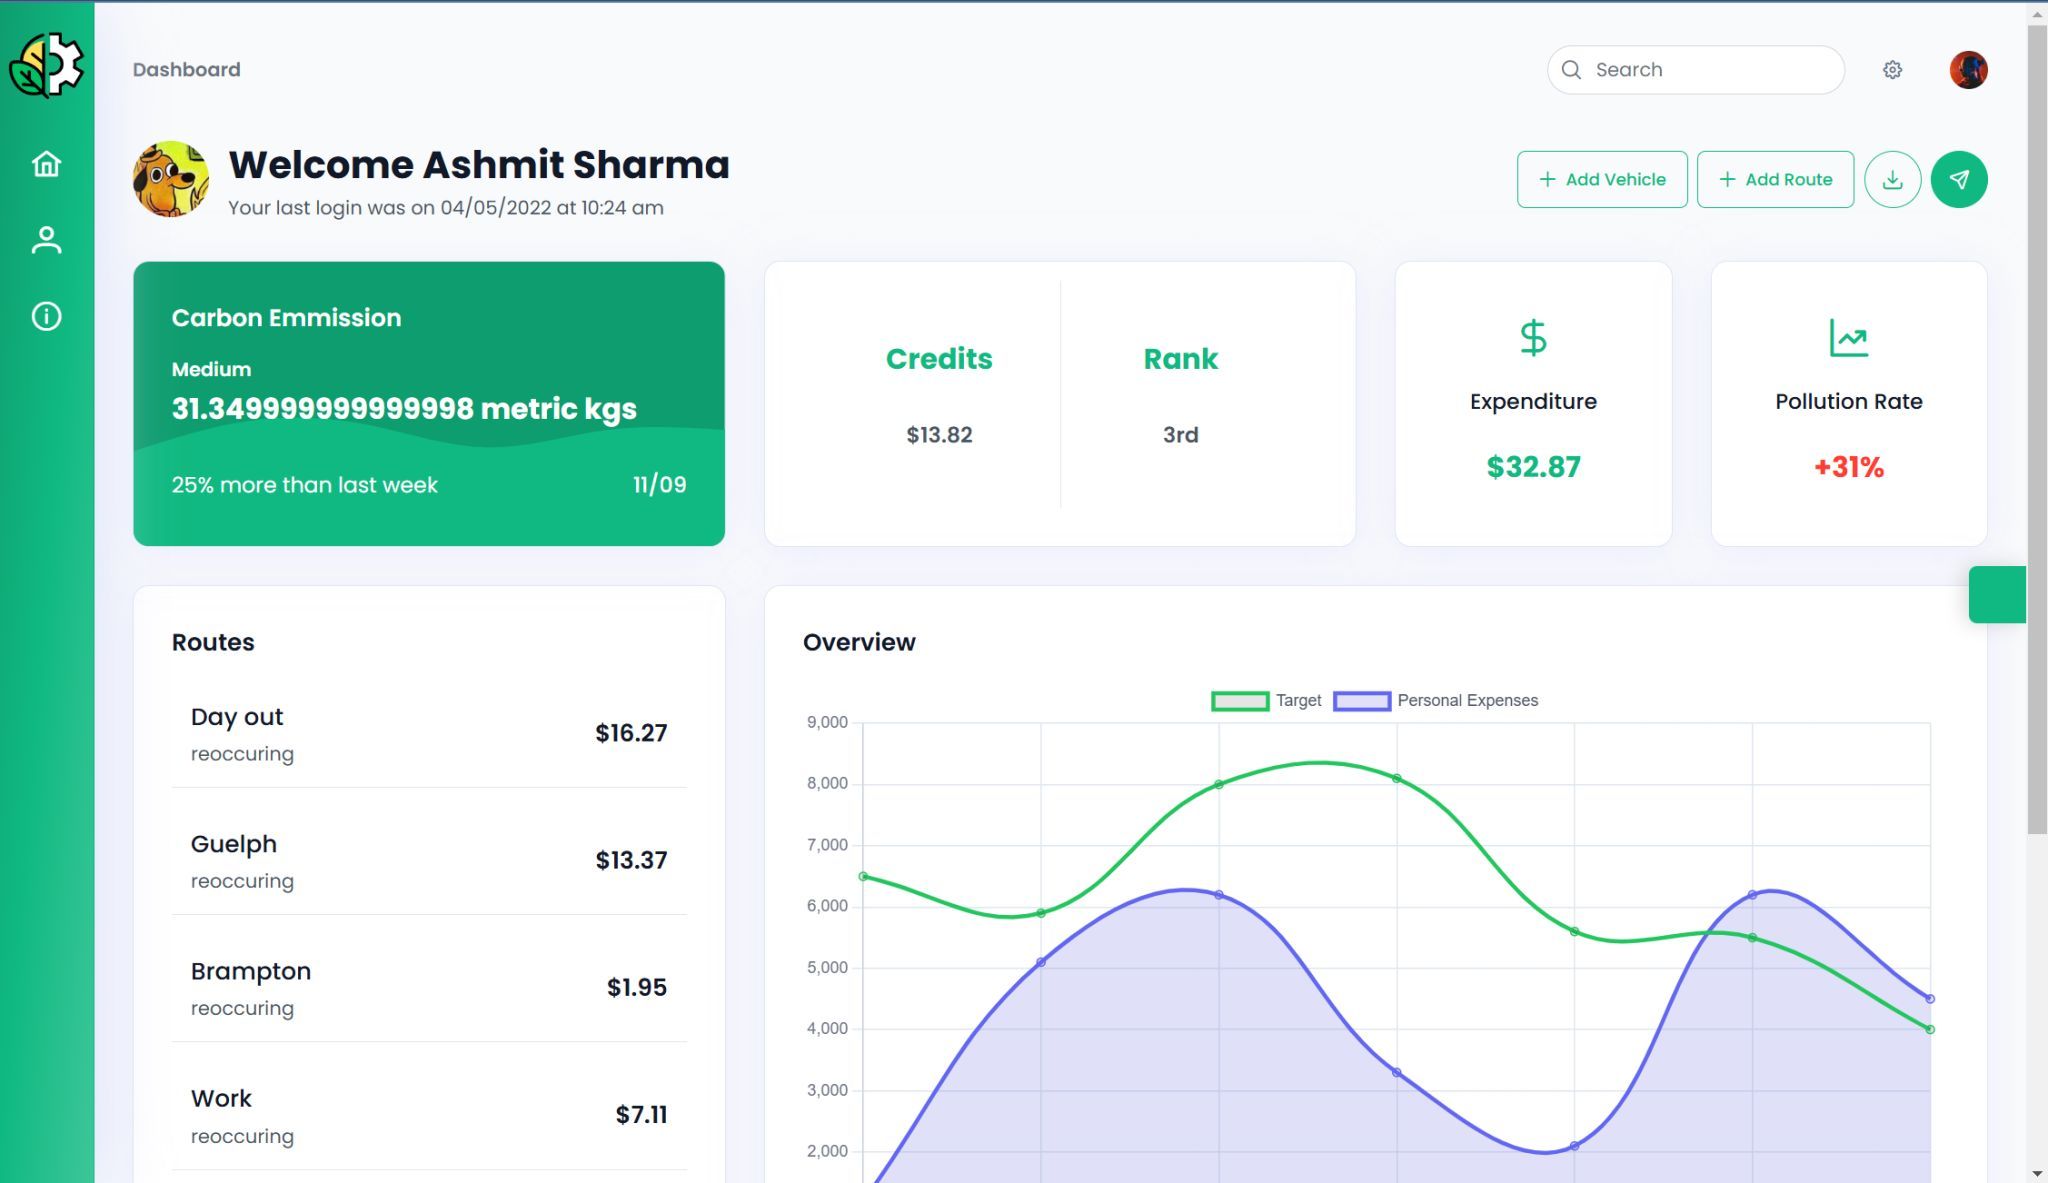 Dashboard
Search
Welcome Ashmit Sharma
Your last login was on 04/05/2022 at 10:24 am
Add Vehicle
Add Route
Carbon Emmission
Medium
31.349999999999998 metric kgs
25% more than last week
11/09
Credits
$13.82
Rank
3rd
Expenditure
$32.87
Pollution Rate
+31%
Routes
Day out
reoccuring
$16.27
Guelph
reoccuring
$13.37
Brampton
reoccuring
$1.95
Work
reoccuring
$7.11
Overview
Target
Personal Expenses
9,000
8,000
7,000
6,000
5,000
4,000
3,000
2,000